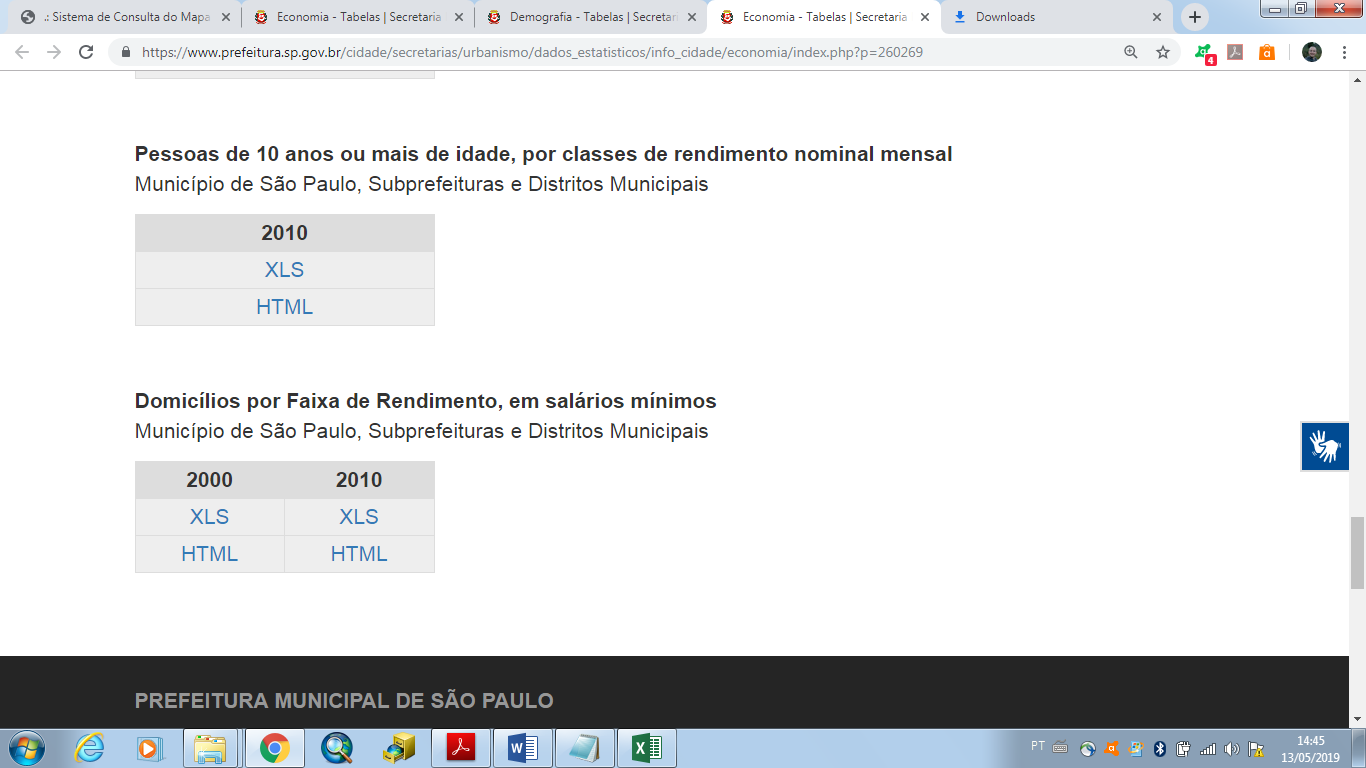 .: Sistema de Consulta do Mapa
Economia - Tabelas | Secretaria
Demografia - Tabelas | Secretari
Economia - Tabelas | Secretaria
Downloads
https://www.prefeitura.sp.gov.br/cidade/secretarias/urbanismo/dados_estatisticos/info_cidade/economia/index.php?p=260269
4
Pessoas de 10 anos ou mais de idade, por classes de rendimento nominal mensal
Município de São Paulo, Subprefeituras e Distritos Municipais
2010
XLS
HTML
Domicílios por Faixa de Rendimento, em salários mínimos
Município de São Paulo, Subprefeituras e Distritos Municipais
2000 2010
XLS XLS
HTML HTML
PREFEITURA MUNICIPAL DE SÃO PAULO
PT
14:45
13/05/2019